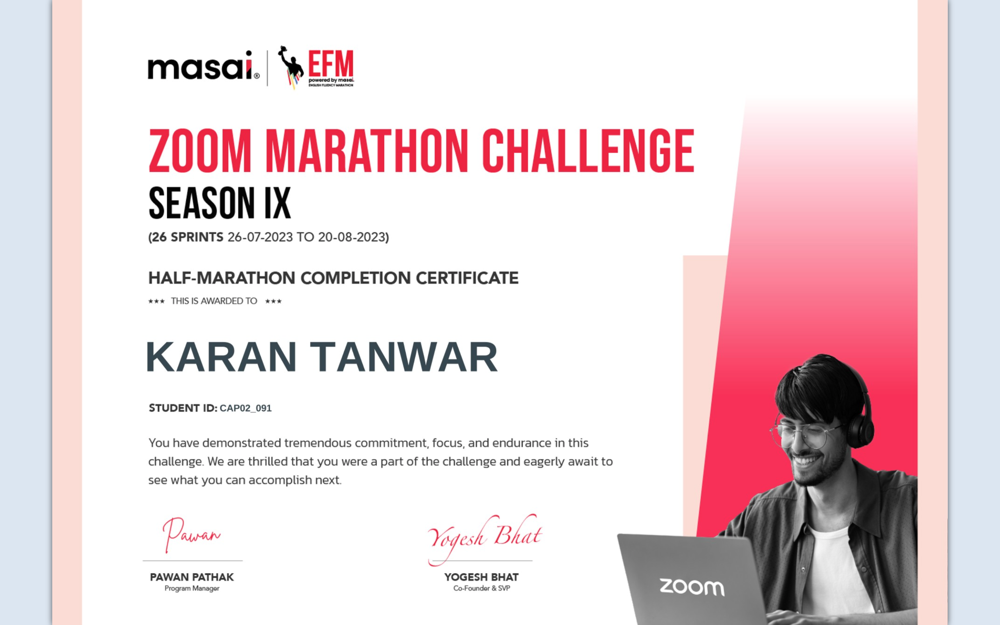 masai.®
EFM
powered by masai.
ENGLISH FLUENCY MARATHON
ZOOM MARATHON CHALLENGE
SEASON IX
(26 SPRINTS 26-07-2023 TO 20-08-2023)
HALF-MARATHON COMPLETION CERTIFICATE
★★★ THIS IS AWARDED TO ★★★
KARAN TANWAR
STUDENT ID: CAP02_091
You have demonstrated tremendous commitment, focus, and endurance in this
challenge. We are thrilled that you were a part of the challenge and eagerly await to
see what you can accomplish next.
Pawan
PAWAN PATHAK
Program Manager
Yogesh Bhat
YOGESH BHAT
Co-Founder & SVP
zoom